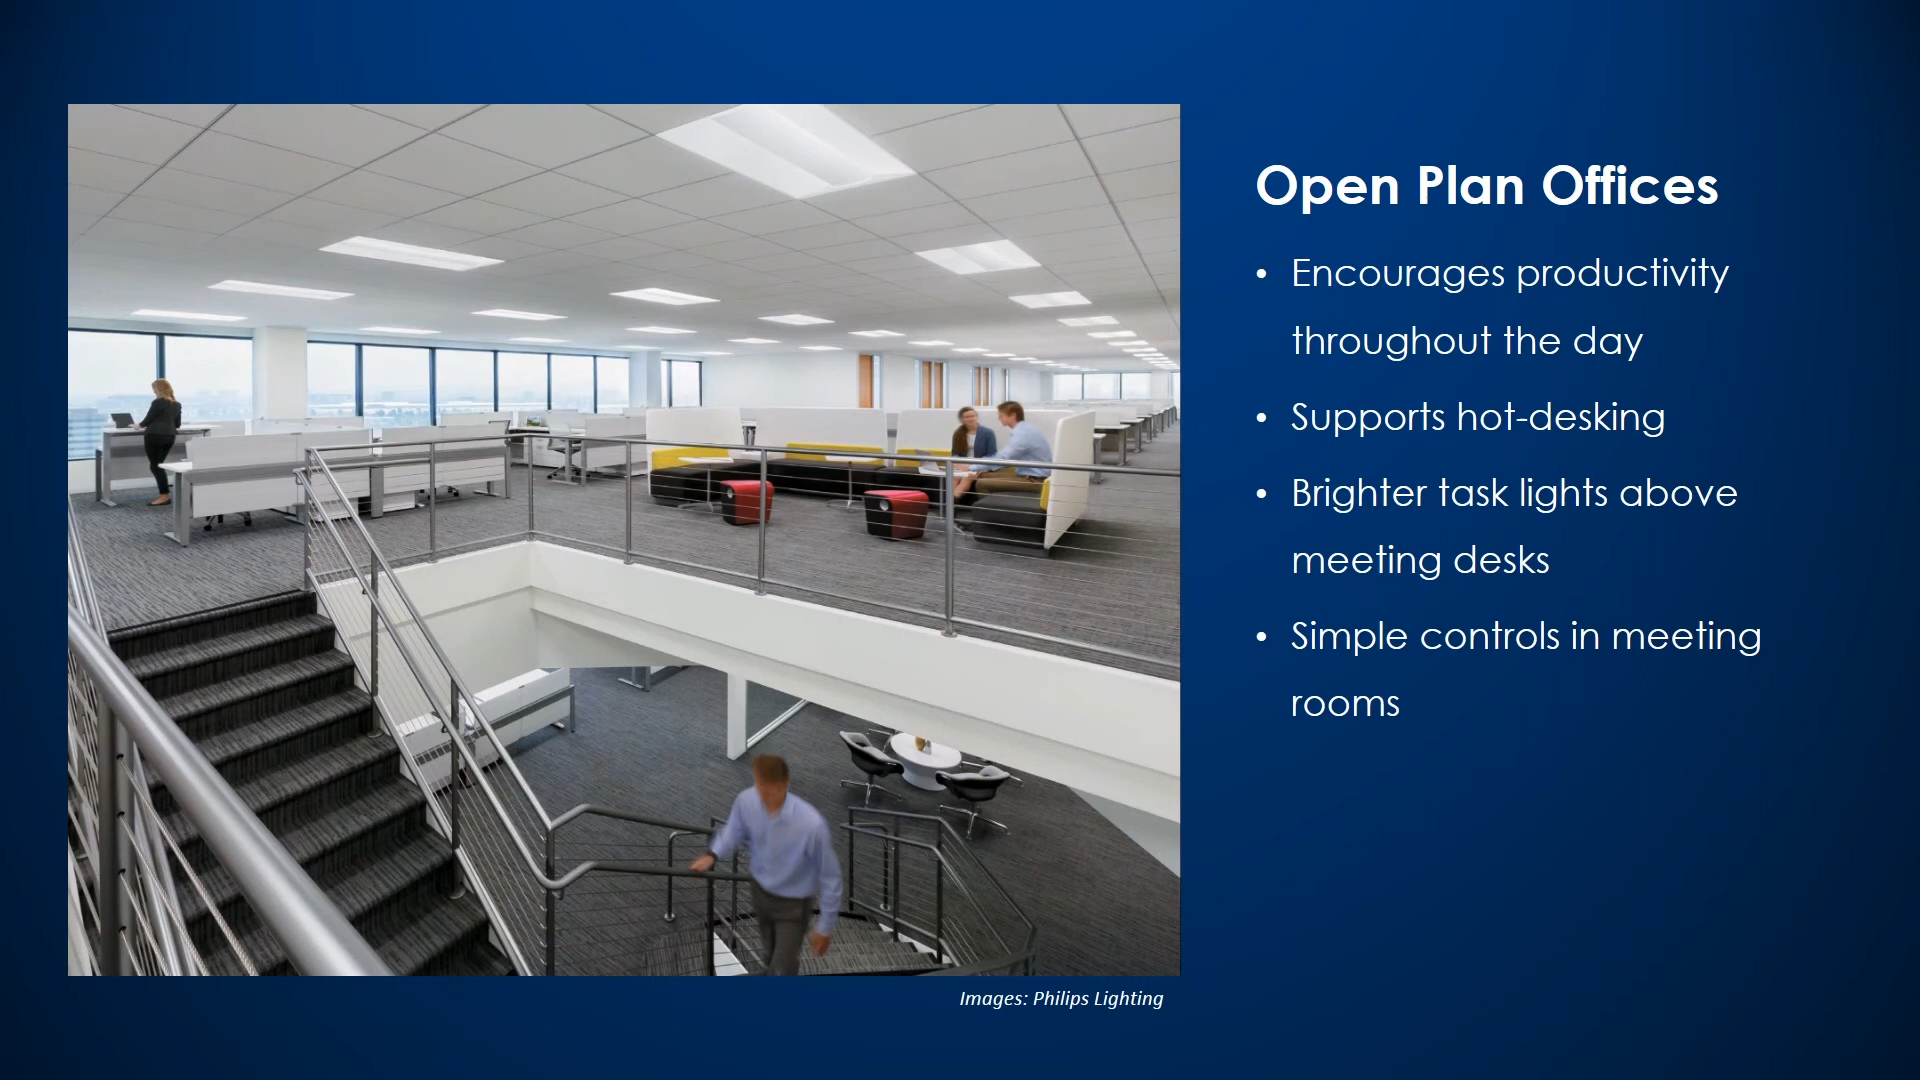 Open Plan Offices
• Encourages productivity
throughout the day
• Supports hot-desking
• Brighter task lights above
meeting desks
• Simple controls in meeting
rooms
Images: Philips Lighting